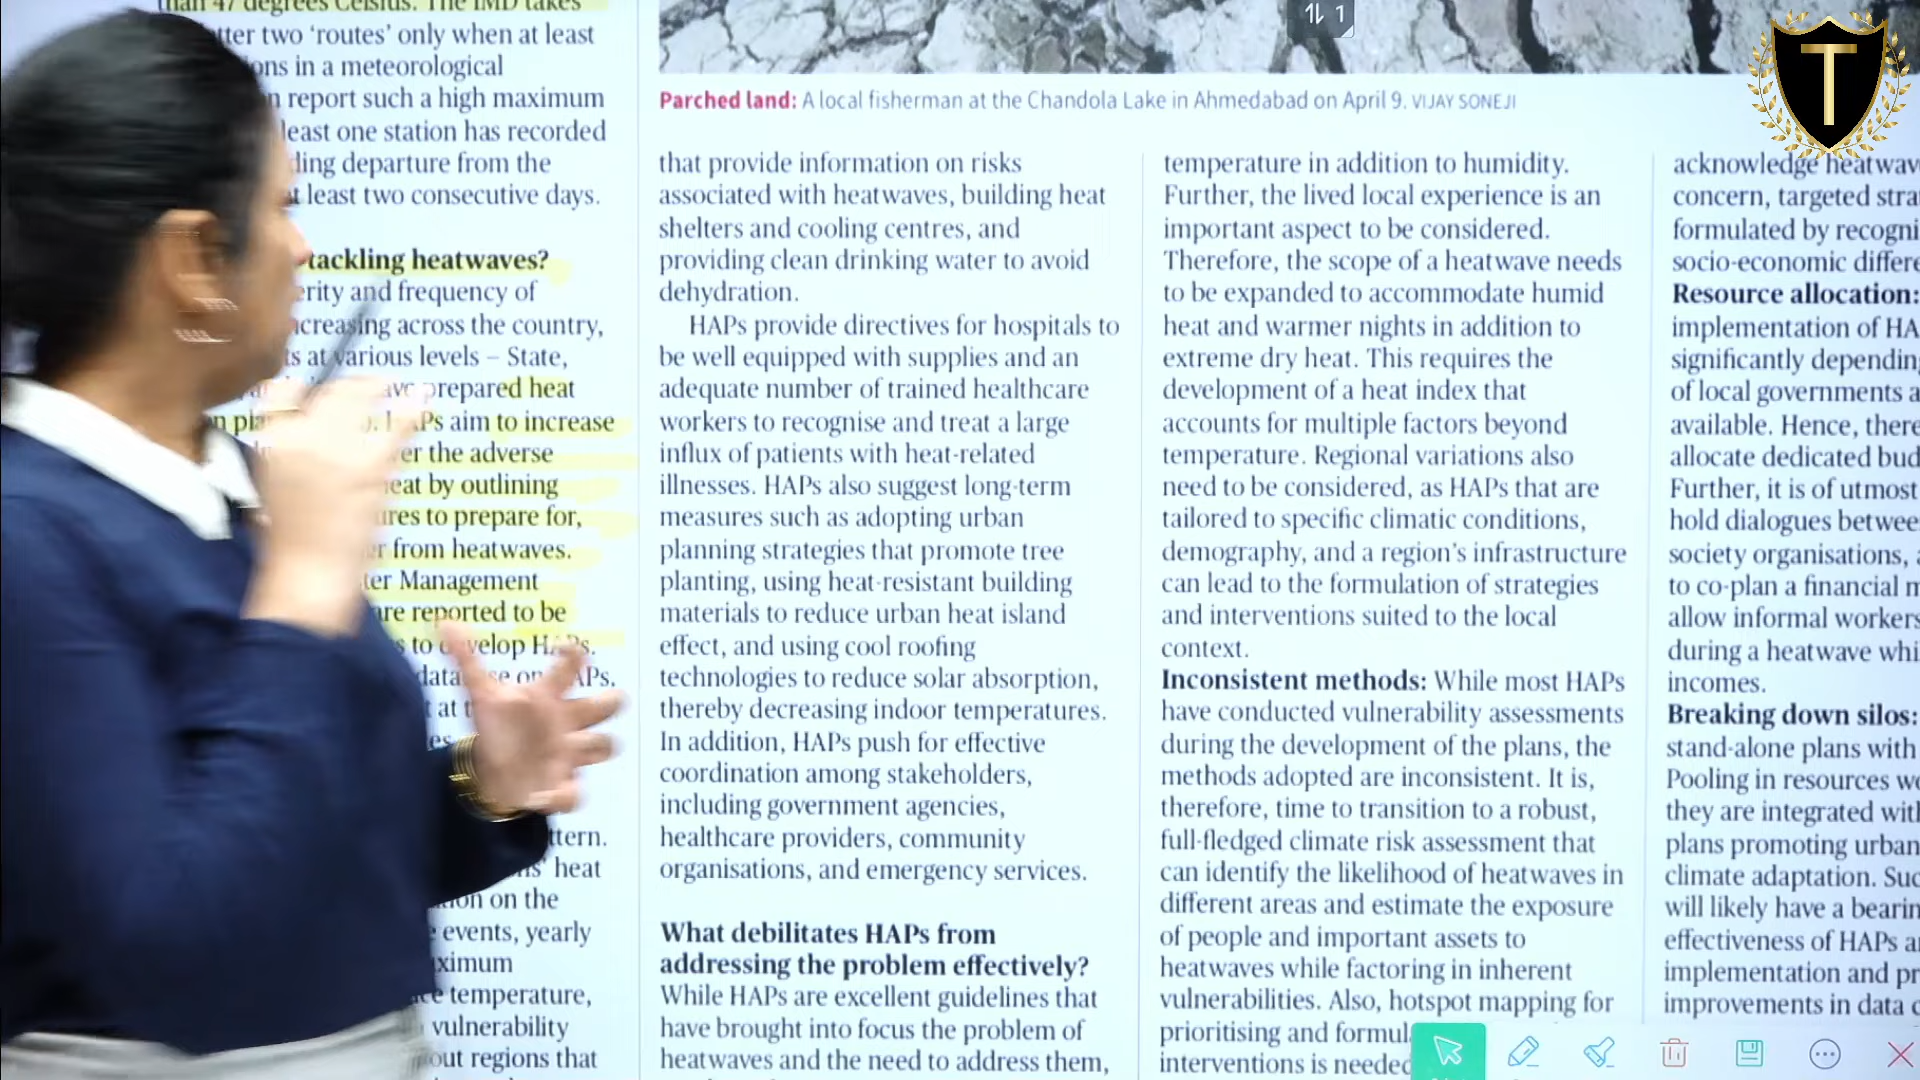 than 47 degrees Celsius. The IMD takes
two ‘routes’ only when at least
in a meteorological
report such a high maximum
least one station has recorded
departure from the
least two consecutive days.
tackling heatwaves?
and frequency of
increasing across the country,
at various levels – State,
prepared heat
aim to increase
the adverse
heat by outlining
to prepare for,
from heatwaves.
Management
are reported to be
to develop HAPs.
on HAPs.
at
heat
on the
events, yearly
temperature,
vulnerability
out regions that
⇅ 1
T
Parched land: A local fisherman at the Chandola Lake in Ahmedabad on April 9. VIJAY SONEJI
that provide information on risks
associated with heatwaves, building heat
shelters and cooling centres, and
providing clean drinking water to avoid
dehydration.
HAPs provide directives for hospitals to
be well equipped with supplies and an
adequate number of trained healthcare
workers to recognise and treat a large
influx of patients with heat-related
illnesses. HAPs also suggest long-term
measures such as adopting urban
planning strategies that promote tree
planting, using heat-resistant building
materials to reduce urban heat island
effect, and using cool roofing
technologies to reduce solar absorption,
thereby decreasing indoor temperatures.
In addition, HAPs push for effective
coordination among stakeholders,
including government agencies,
healthcare providers, community
organisations, and emergency services.
What debilitates HAPs from
addressing the problem effectively?
While HAPs are excellent guidelines that
have brought into focus the problem of
heatwaves and the need to address them,
temperature in addition to humidity.
Further, the lived local experience is an
important aspect to be considered.
Therefore, the scope of a heatwave needs
to be expanded to accommodate humid
heat and warmer nights in addition to
extreme dry heat. This requires the
development of a heat index that
accounts for multiple factors beyond
temperature. Regional variations also
need to be considered, as HAPs that are
tailored to specific climatic conditions,
demography, and a region’s infrastructure
can lead to the formulation of strategies
and interventions suited to the local
context.
Inconsistent methods: While most HAPs
have conducted vulnerability assessments
during the development of the plans, the
methods adopted are inconsistent. It is,
therefore, time to transition to a robust,
full-fledged climate risk assessment that
can identify the likelihood of heatwaves in
different areas and estimate the exposure
of people and important assets to
heatwaves while factoring in inherent
vulnerabilities. Also, hotspot mapping for
prioritising and formul
interventions is needed
acknowledge heatwav
concern, targeted stra
formulated by recogni
socio-economic differe
Resource allocation:
implementation of HA
significantly depending
of local governments a
available. Hence, there
allocate dedicated bud
Further, it is of utmost
hold dialogues betwee
society organisations, a
to co-plan a financial m
allow informal workers
during a heatwave whi
incomes.
Breaking down silos:
stand-alone plans with
Pooling in resources w
they are integrated wit
plans promoting urban
climate adaptation. Suc
will likely have a bearin
effectiveness of HAPs a
implementation and pr
improvements in data c